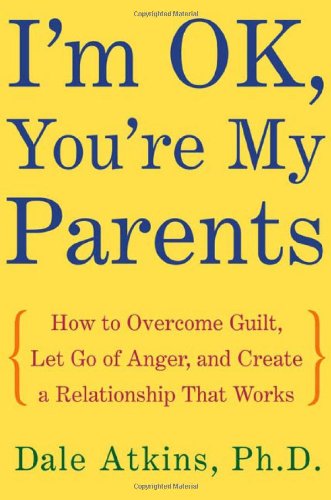 I'm OK,
You're My
Parents
How to Overcome Guilt,
Let Go of Anger, and Create
a Relationship That Works
Dale Atkins, Ph.D.